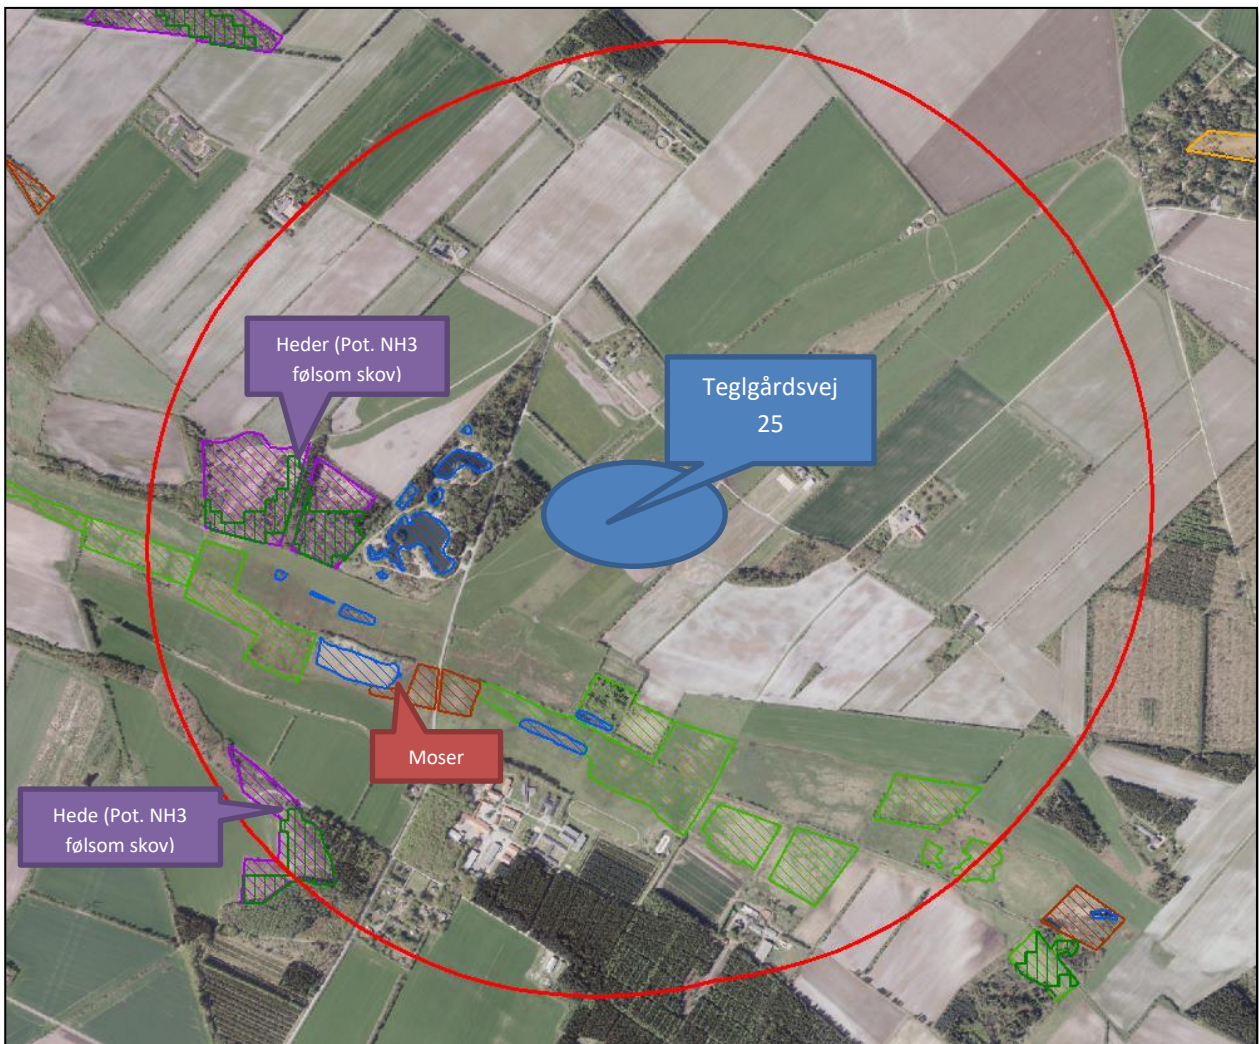 Heder (Pot. NH3
følsom skov)
Teglgårdsvej
25
Moser
Hede (Pot. NH3
følsom skov)